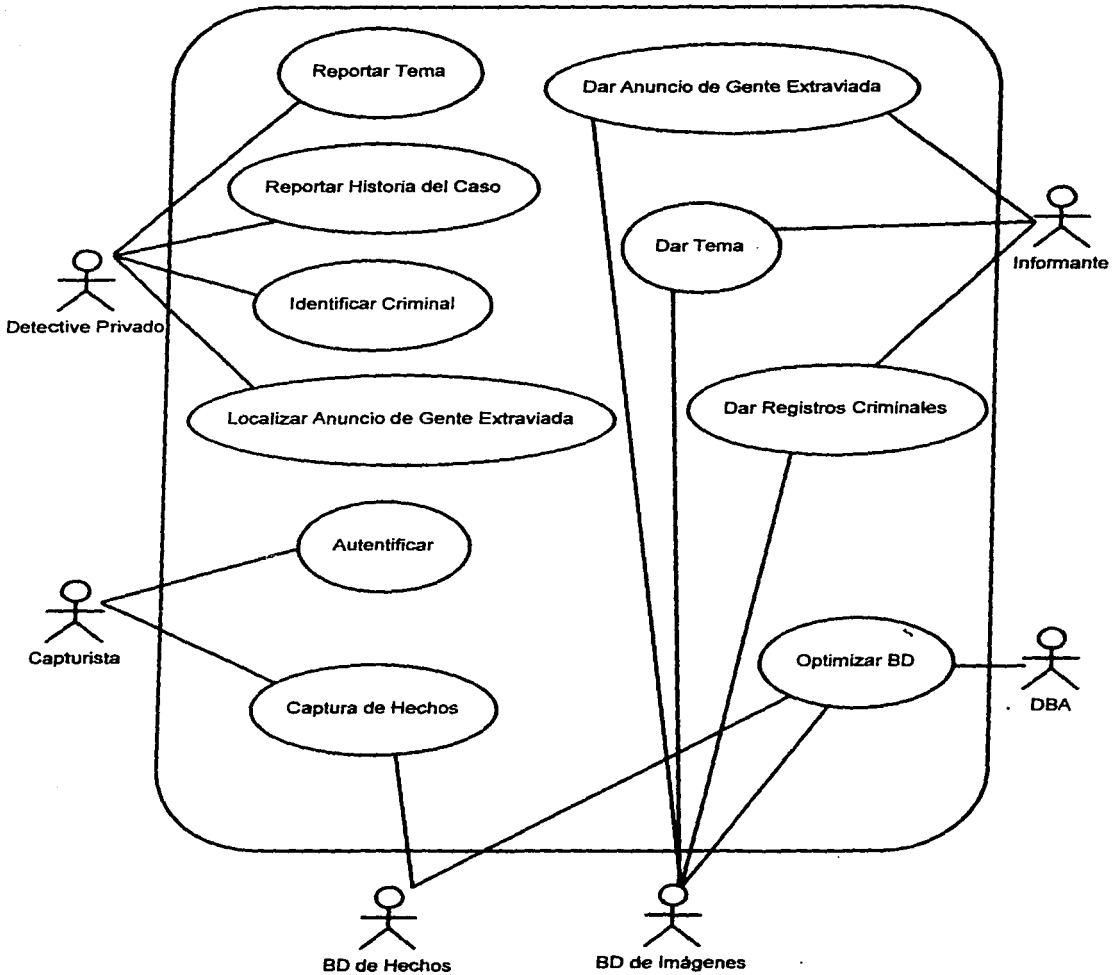 Reportar Tema
Dar Anuncio de Gente Extraviada
Reportar Historia del Caso
Dar Tema
Informante
Identificar Criminal
Detective Privado
Localizar Anuncio de Gente Extraviada
Dar Registros Criminales
Autentificar
Capturista
Optimizar BD
Captura de Hechos
DBA
BD de Hechos
BD de Imágenes